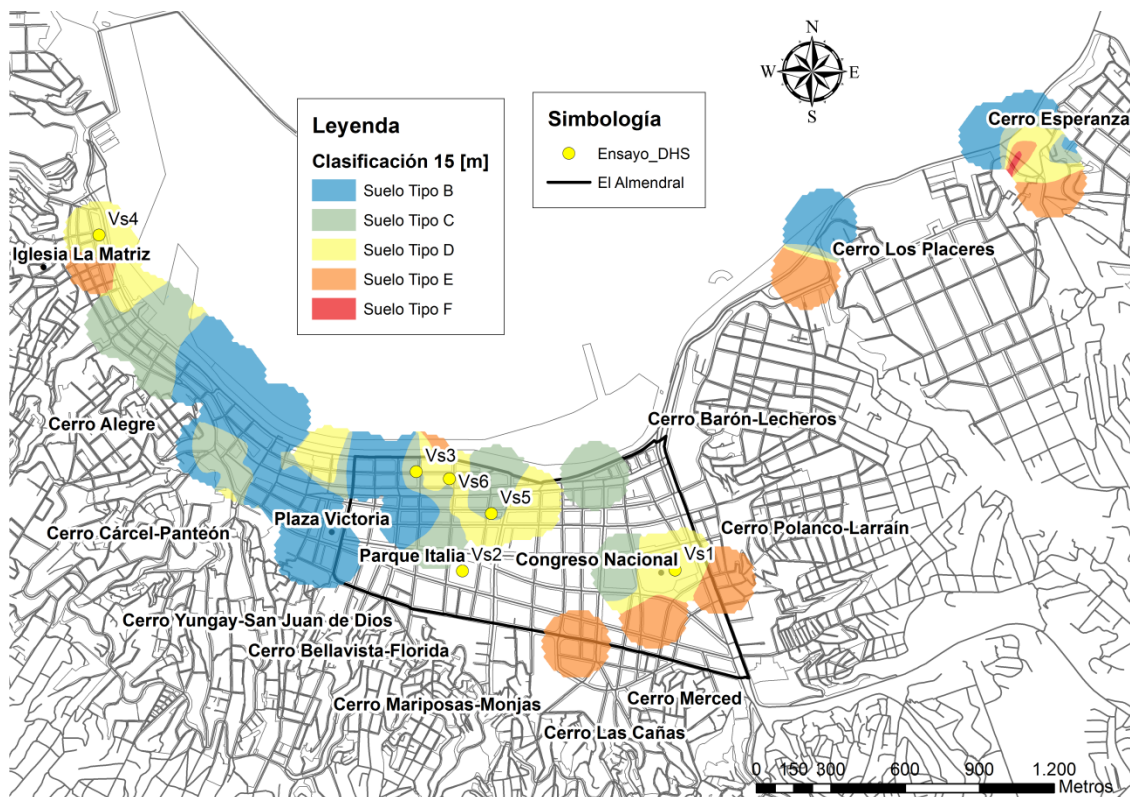 N
W E
S
Leyenda
Clasificación 15 [m]
Suelo Tipo B
Suelo Tipo C
Suelo Tipo D
Suelo Tipo E
Suelo Tipo F
Simbología
Ensayo_DHS
El Almendral
Cerro Esperanza
Vs4
Iglesia La Matriz
Cerro Los Placeres
Cerro Alegre
Cerro Barón-Lecheros
Vs3
Vs6
Vs5
Plaza Victoria
Cerro Cárcel-Panteón
Cerro Polanco-Larraín
Parque Italia
Vs2
Congreso Nacional
Vs1
Cerro Yungay-San Juan de Dios
Cerro Bellavista-Florida
Cerro Mariposas-Monjas
Cerro Merced
Cerro Las Cañas
0 150 300 600 900 1.200
Metros